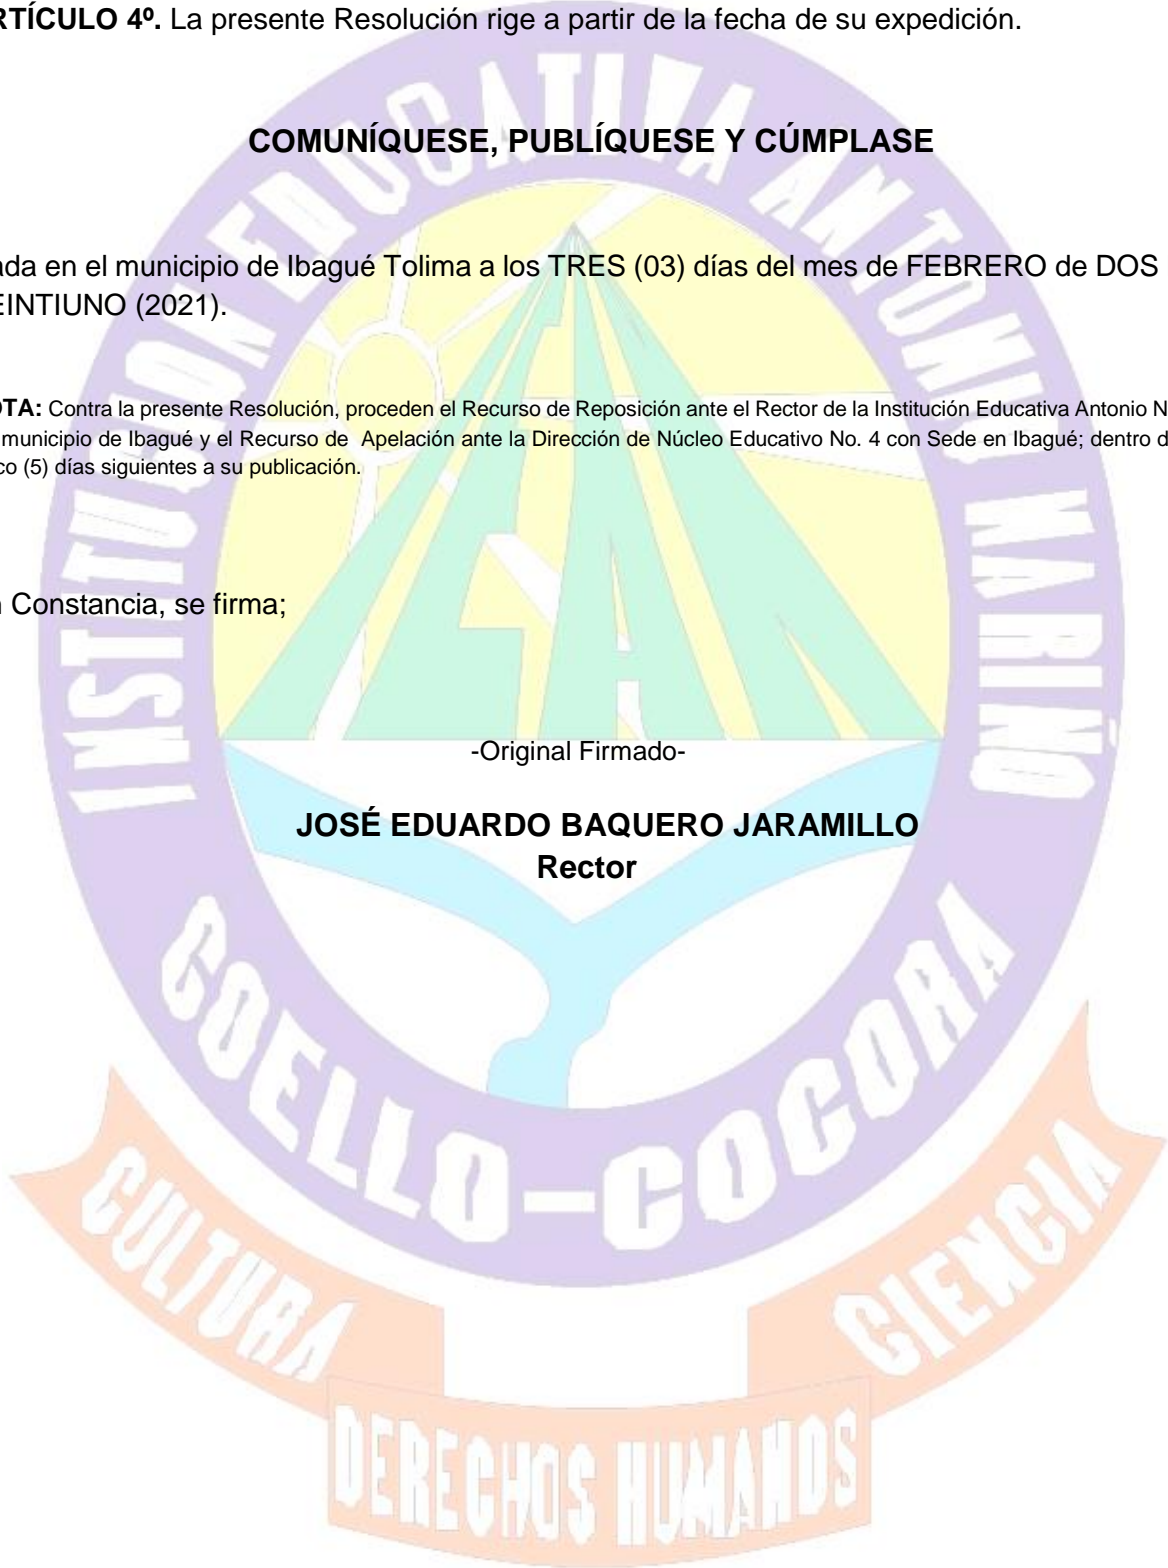 RTÍCULO 4º. La presente Resolución rige a partir de la fecha de su expedición.
COMUNÍQUESE, PUBLÍQUESE Y CÚMPLASE
ada en el municipio de Ibagué Tolima a los TRES (03) días del mes de FEBRERO de DOS
EINTIUNO (2021).
OTA: Contra la presente Resolución, proceden el Recurso de Reposición ante el Rector de la Institución Educativa Antonio N
municipio de Ibagué y el Recurso de Apelación ante la Dirección de Núcleo Educativo No. 4 con Sede en Ibagué; dentro d
co (5) días siguientes a su publicación.
n Constancia, se firma;
-Original Firmado-
JOSÉ EDUARDO BAQUERO JARAMILLO
Rector
INSTITUCION EDUCATIVA ANTONIO NARIÑO
IEAN
COELLO-COCORA
CULTURA
CIENCIA
DERECHOS HUMANOS